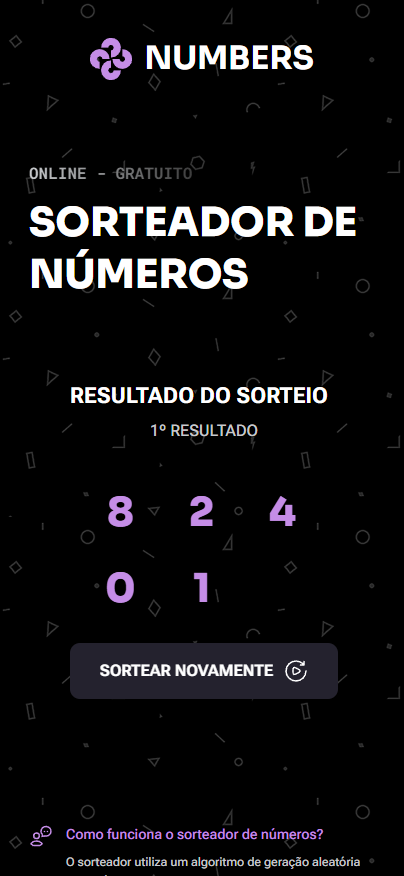 NUMBERS
ONLINE - GRATUITO
SORTEADOR DE
NÚMEROS
RESULTADO DO SORTEIO
1º RESULTADO
8 2 4
0 1
SORTEAR NOVAMENTE
Como funciona o sorteador de números?
O sorteador utiliza um algoritmo de geração aleatória